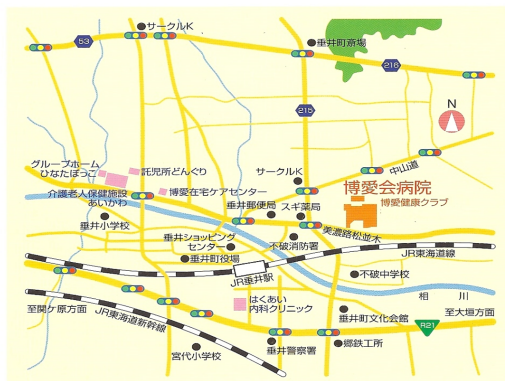 サークルK
53
垂井町斎場
216
215
N
中山道
グループホーム
ひなたぼっこ
託児所どんぐり
サークルK
博愛会病院
博愛健康クラブ
介護老人保健施設
あいかわ
博愛在宅ケアセンター
垂井郵便局
スギ薬局
垂井小学校
美濃路松並木
垂井ショッピング
センター
不破消防署
JR東海道線
垂井町役場
JR垂井駅
不破中学校
相川
はくあい
内科クリニック
至関ケ原方面
JR東海道新幹線
垂井町文化会館
至大垣方面
R21
宮代小学校
垂井警察署
郷鉄工所